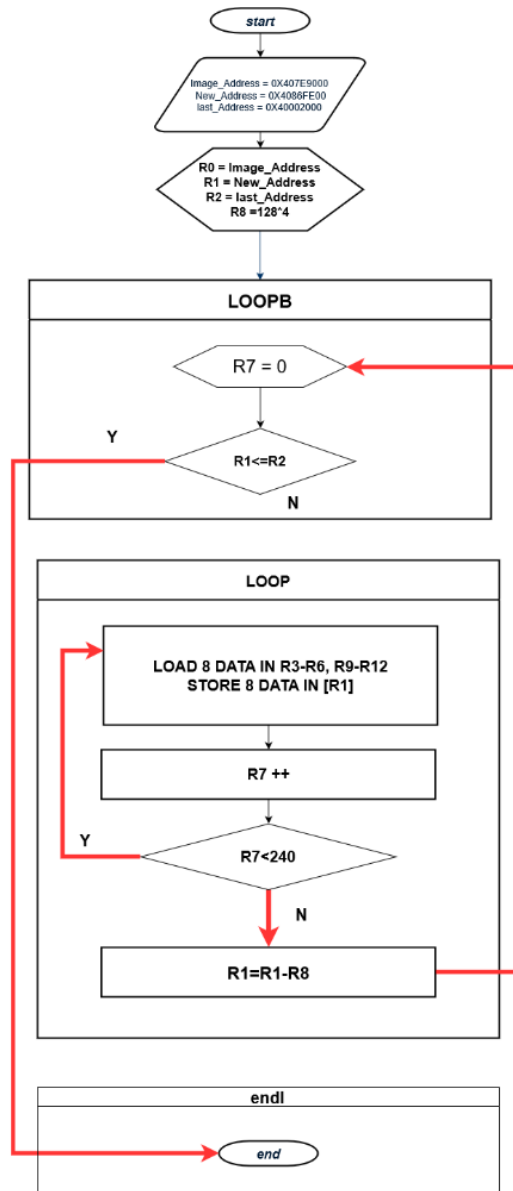 start
Image_Address = 0X407E9000
New_Address = 0X4086FE00
last_Address = 0X40002000
R0 = Image_Address
R1 = New_Address
R2 = last_Address
R8 =128*4
LOOPB
R7 = 0
Y
R1<=R2
N
LOOP
LOAD 8 DATA IN R3-R6, R9-R12
STORE 8 DATA IN [R1]
R7 ++
Y
R7<240
N
R1=R1-R8
endl
end